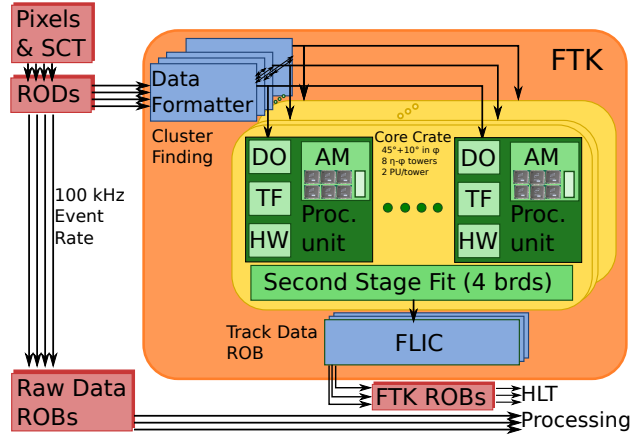 Pixels
& SCT
RODs
Data
Formatter
Cluster
Finding
FTK
Core Crate
45°+10° in φ
8 η-φ towers
2 PU/tower
DO
TF
HW
AM
Proc.
unit
DO
TF
HW
AM
Proc.
unit
100 kHz
Event
Rate
Second Stage Fit (4 brds)
Track Data
ROB
FLIC
Raw Data
ROBs
FTK ROBs
HLT
Processing